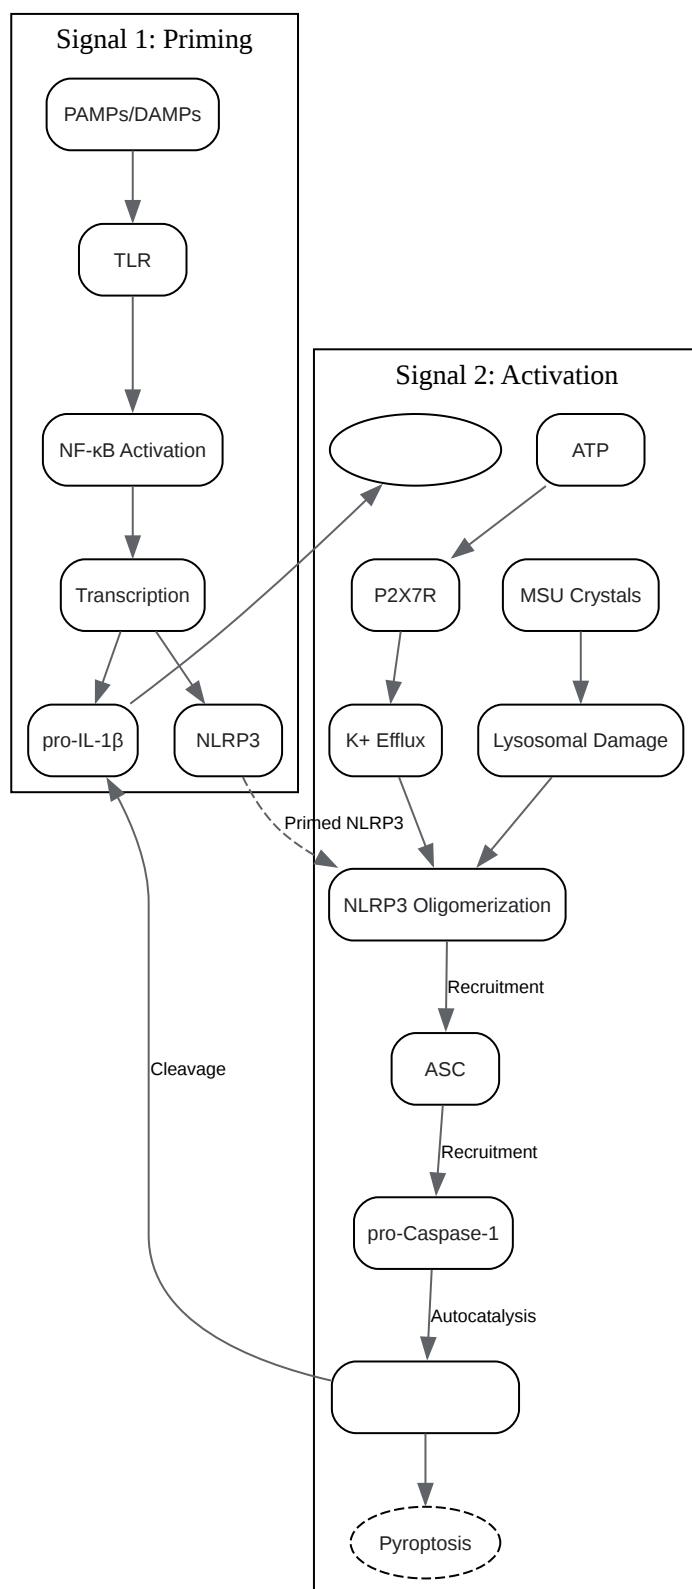 Signal 1: Priming
PAMPs/DAMPs
TLR
NF-κB Activation
Transcription
pro-IL-1β
NLRP3
Signal 2: Activation
ATP
P2X7R
MSU Crystals
K+ Efflux
Lysosomal Damage
Primed NLRP3
NLRP3 Oligomerization
Recruitment
ASC
Cleavage
Recruitment
pro-Caspase-1
Autocatalysis
Pyroptosis